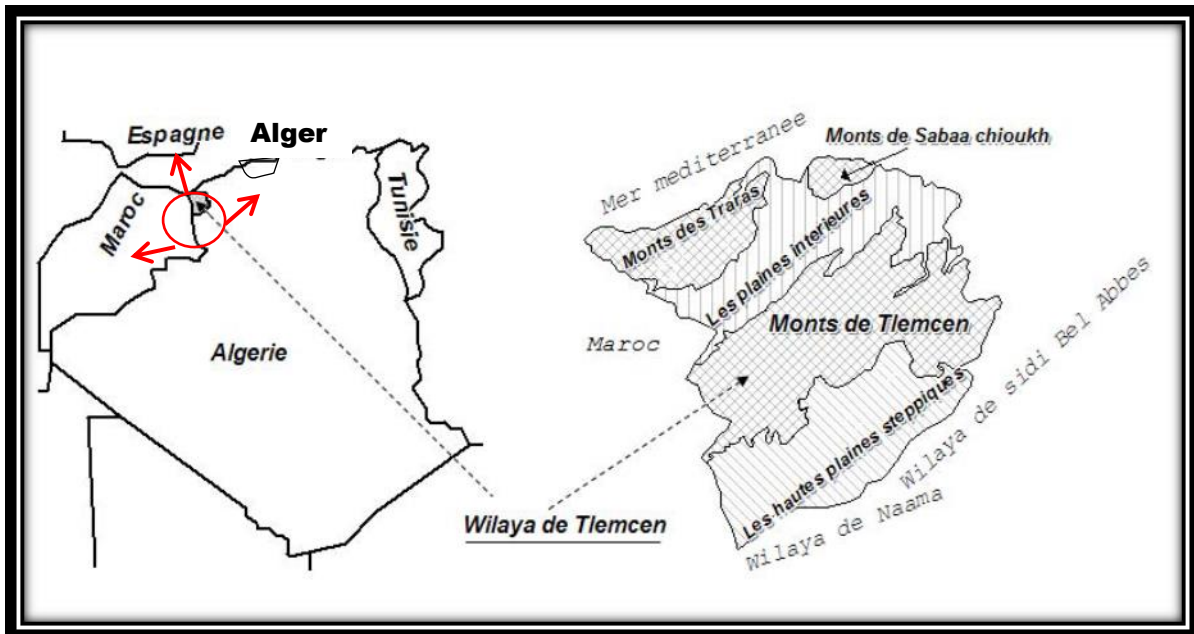 Espagne
Alger
Maroc
Tunisie
Algerie
Wilaya de Tlemcen
Mer mediterranee
Monts de Sabaa chioukh
Monts des Traras
Les plaines interieures
Maroc
Monts de Tlemcen
Les hautes plaines steppiques
Wilaya de sidi Bel Abbes
Wilaya de Naama